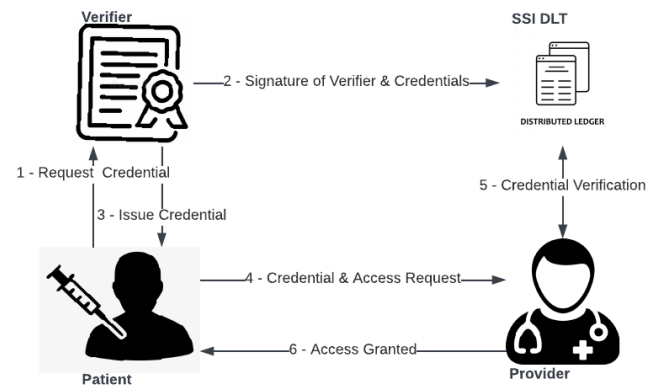 Verifier
SSI DLT
2 - Signature of Verifier & Credentials
DISTRIBUTED LEDGER
1 - Request Credential
5 - Credential Verification
3 - Issue Credential
4 - Credential & Access Request
6 - Access Granted
Patient
Provider